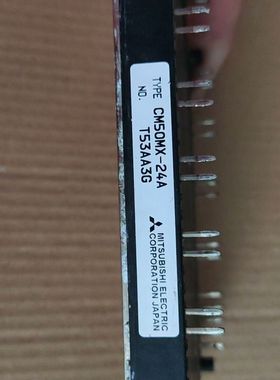 TYPE CM50MX-24A
NO. T53AA3G
MITSUBISHI ELECTRIC
CORPORATION JAPAN